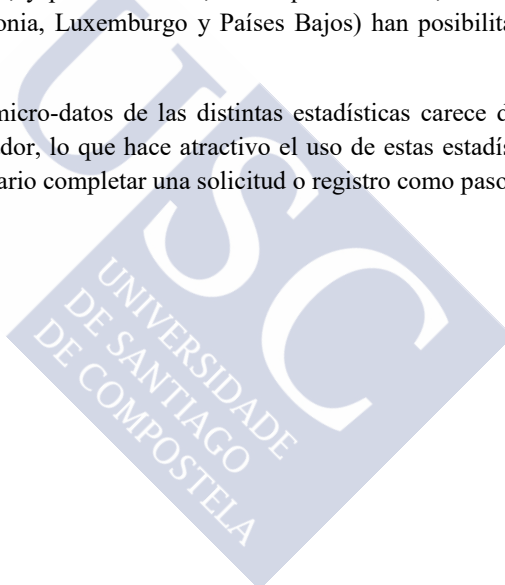 onia, Luxemburgo y Países Bajos) han posibilita
micro-datos de las distintas estadísticas carece d
dor, lo que hace atractivo el uso de estas estadís
ario completar una solicitud o registro como paso
USC
UNIVERSIDADE
DE SANTIAGO
DE COMPOSTELA